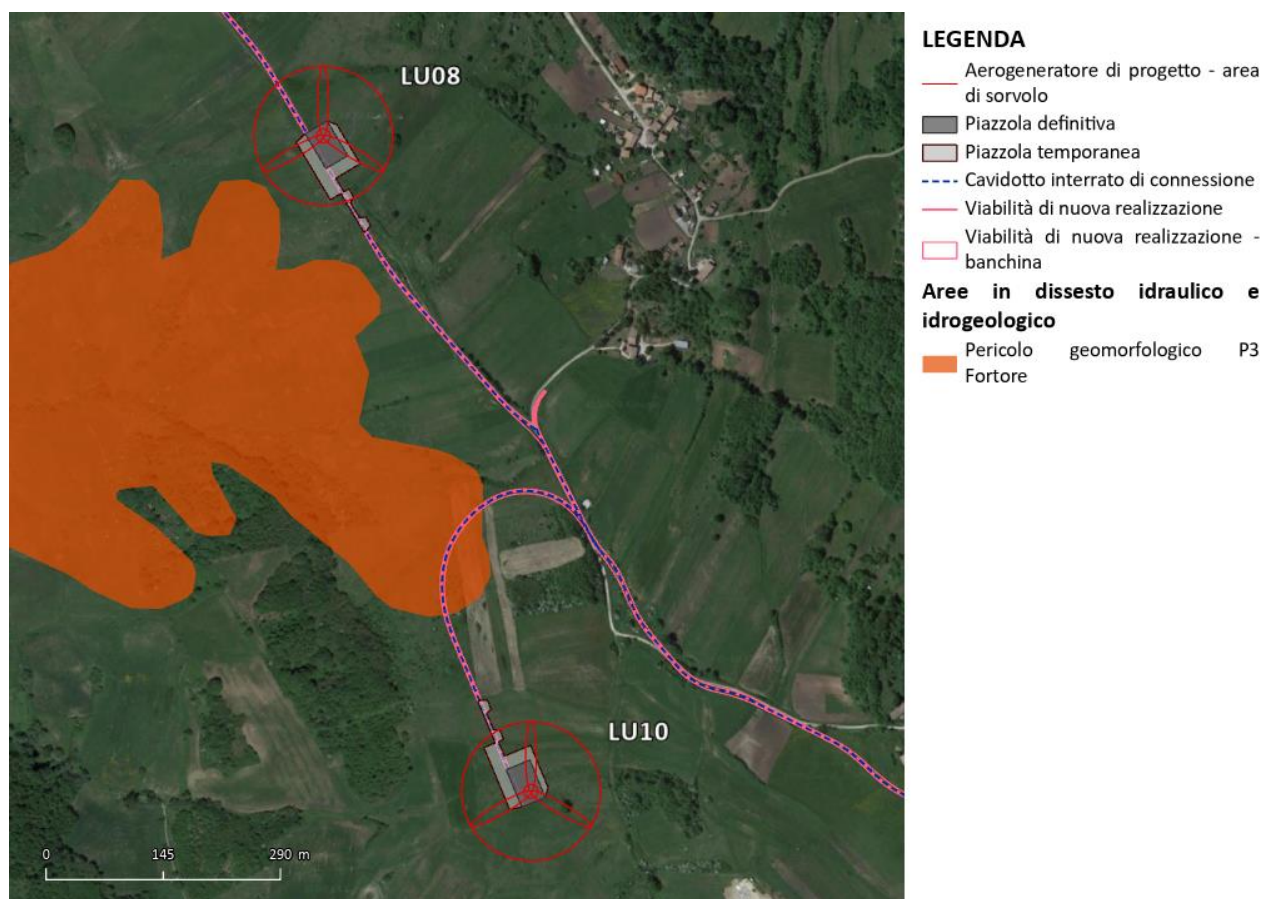 LU08
LU10
0 145 290 m
LEGENDA
Aerogeneratore di progetto - area
di sorvolo
Piazzola definitiva
Piazzola temporanea
Cavidotto interrato di connessione
Viabilità di nuova realizzazione
Viabilità di nuova realizzazione -
banchina
Aree in dissesto idraulico e
idrogeologico
Pericolo geomorfologico P3
Fortore